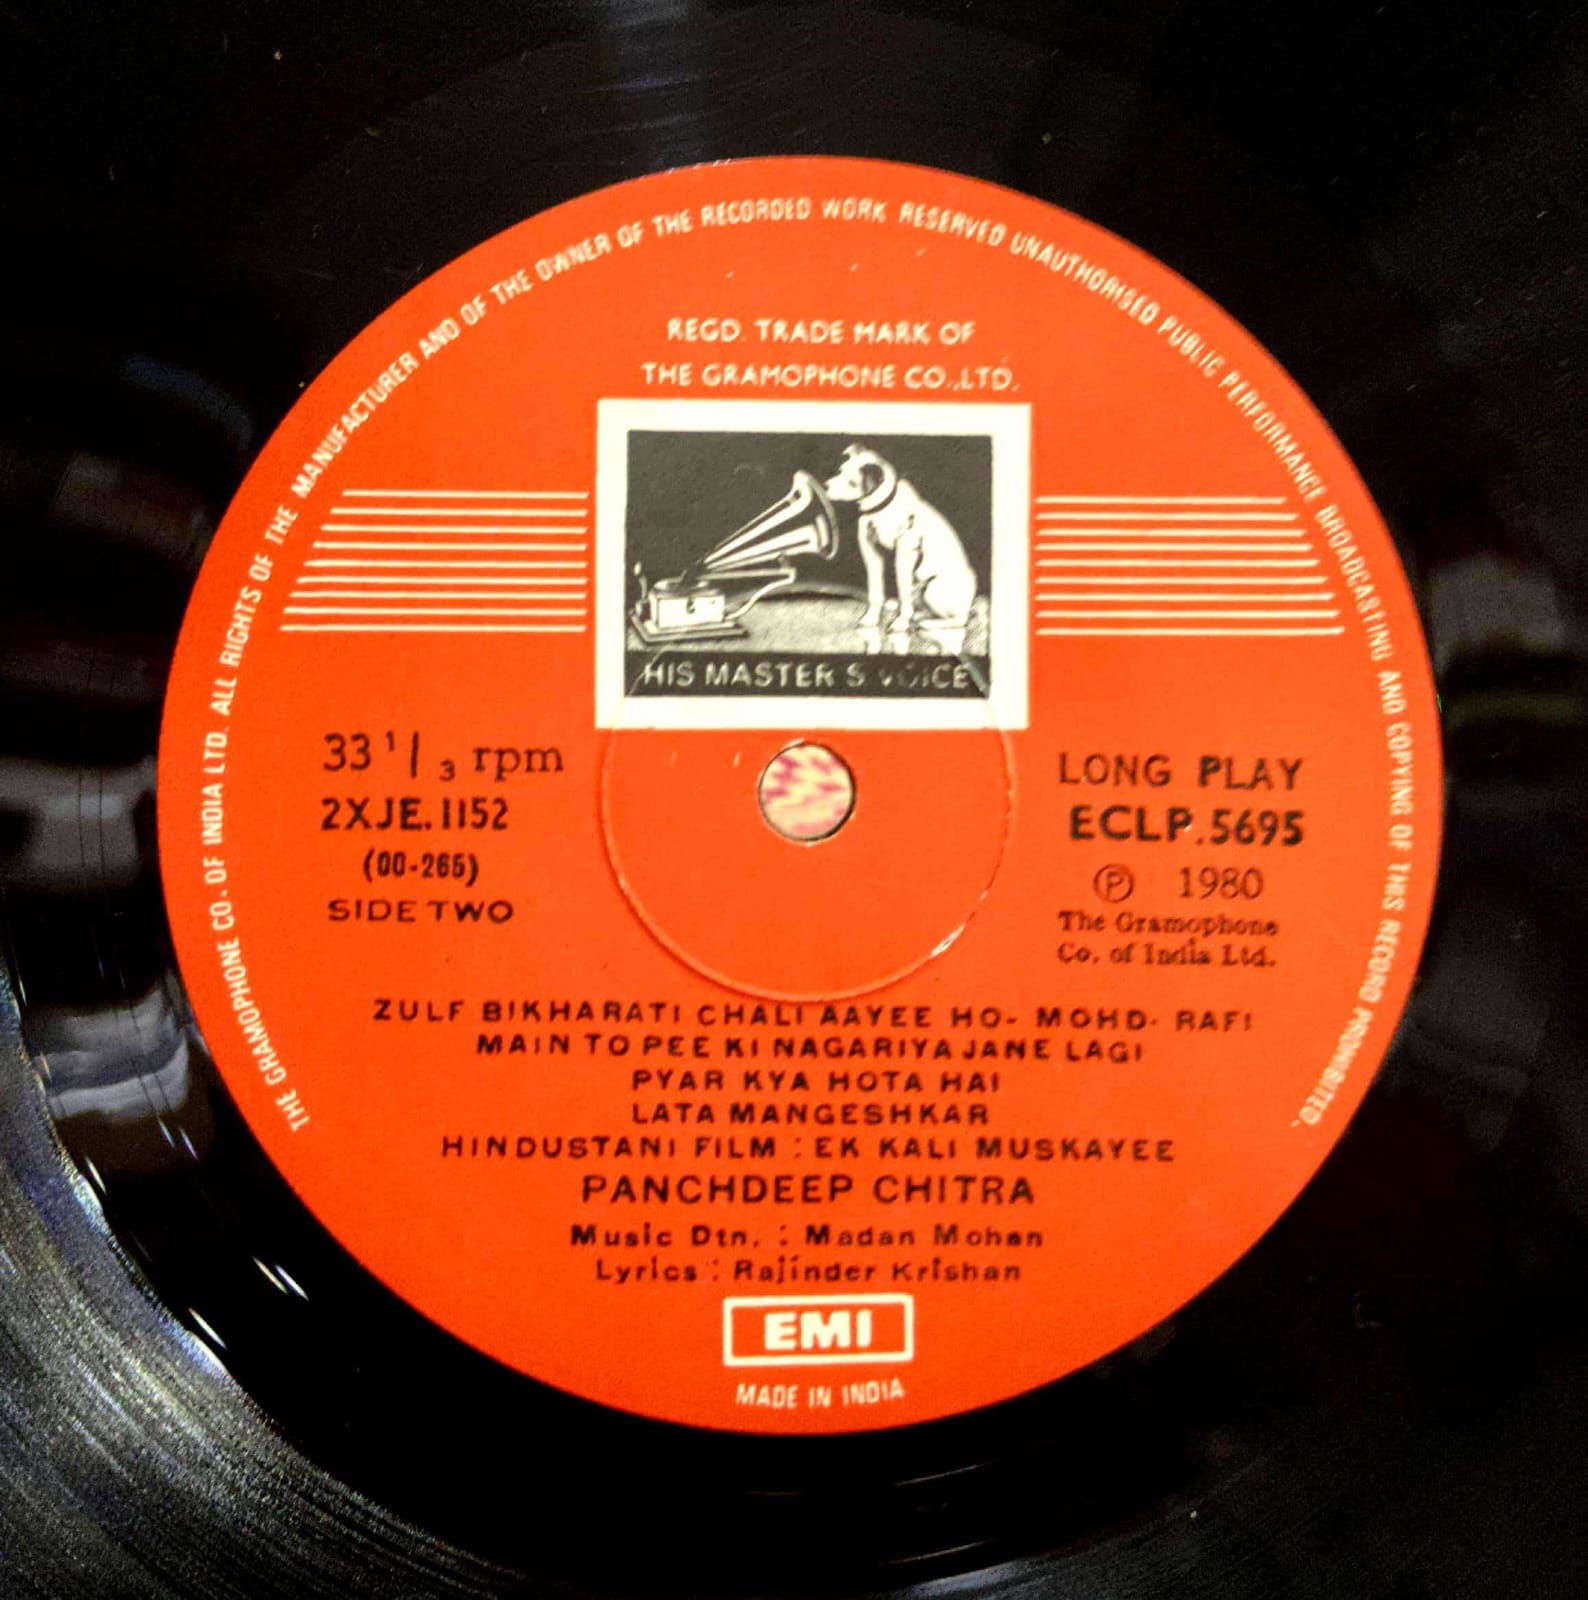 THE GRAMOPHONE CO. OF INDIA LTD. ALL RIGHTS OF THE MANUFACTURER AND OF THE OWNER OF THE RECORDED WORK RESERVED UNAUTHORISED PUBLIC PERFORMANCE BROADCASTING AND COPYING OF THIS RECORD PROHIBITED.
REGD. TRADE MARK OF
THE GRAMOPHONE CO.,LTD.
HIS MASTER'S VOICE
33 1/3 rpm
2XJE.1152
(00-265)
SIDE TWO
LONG PLAY
ECLP.5695
℗ 1980
The Gramophone
Co. of India Ltd.
ZULF BIKHARATI CHALI AAYEE HO- MOHD- RAFI
MAIN TO PEE KI NAGARIYA JANE LAGI
PYAR KYA HOTA HAI
LATA MANGESHKAR
HINDUSTANI FILM : EK KALI MUSKAYEE
PANCHDEEP CHITRA
Music Dtn. : Madan Mohan
Lyrics : Rajinder Krishan
EMI
MADE IN INDIA